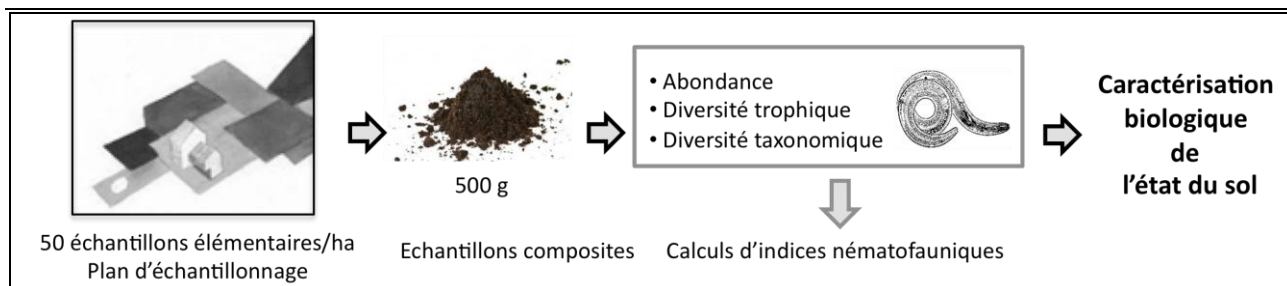 50 échantillons élémentaires/ha
Plan d'échantillonnage
500 g
Echantillons composites
• Abondance
• Diversité trophique
• Diversité taxonomique
Calculs d'indices nématofauniques
Caractérisation
biologique
de
l'état du sol